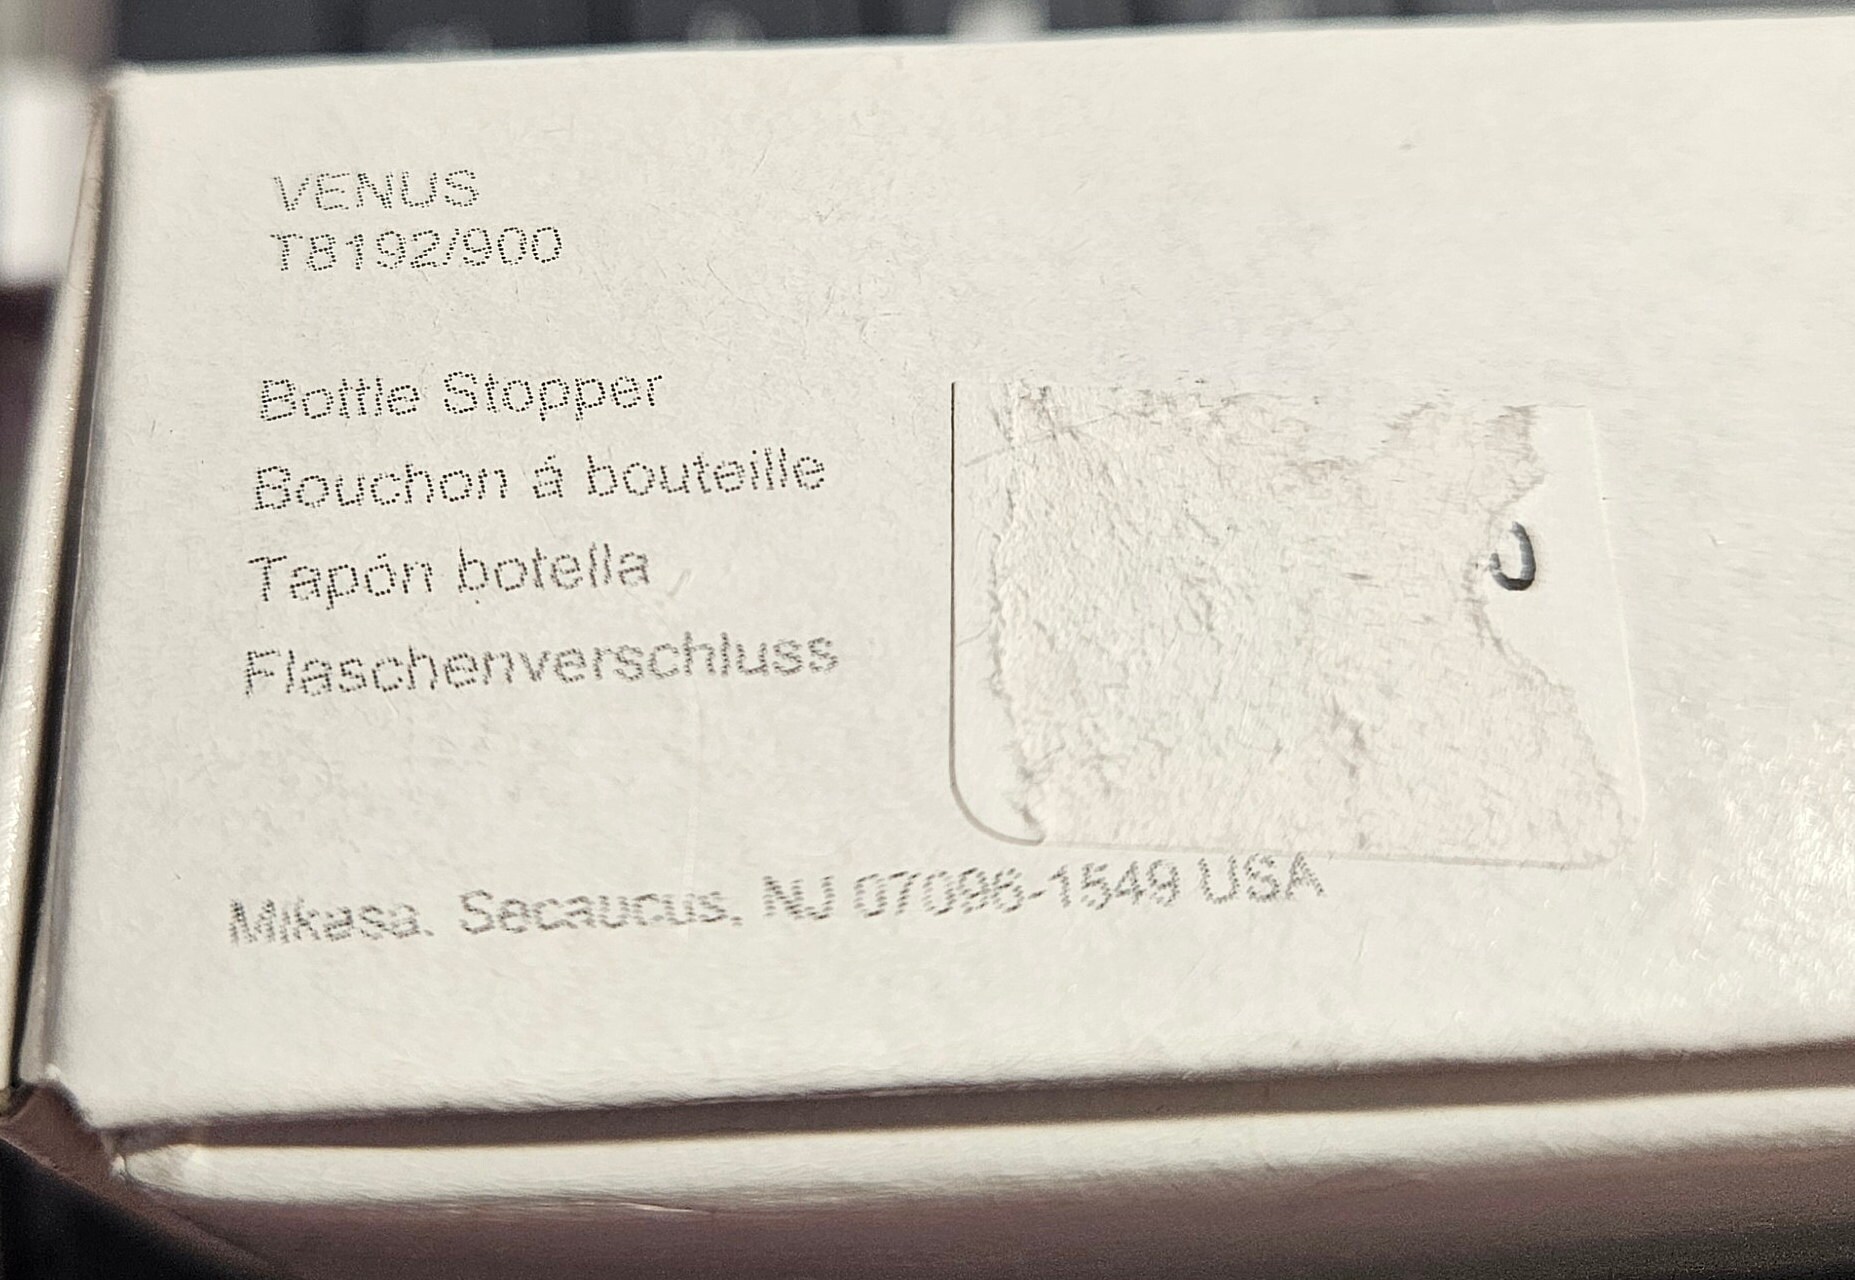 VENUS
T8192/900
Bottle Stopper
Bouchon á bouteille
Tapón botella
Flaschenverschluss
Mikasa. Secaucus, NJ 07096-1549 USA